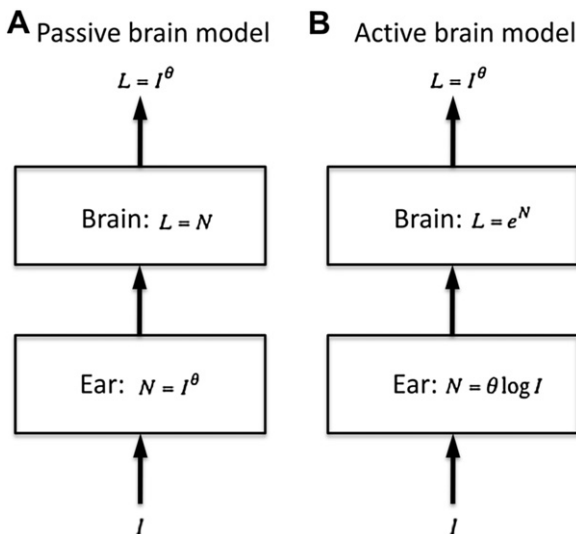 A Passive brain model
L = I^θ
Brain: L = N
Ear: N = I^θ
I
B Active brain model
L = I^θ
Brain: L = e^N
Ear: N = θ log I
I